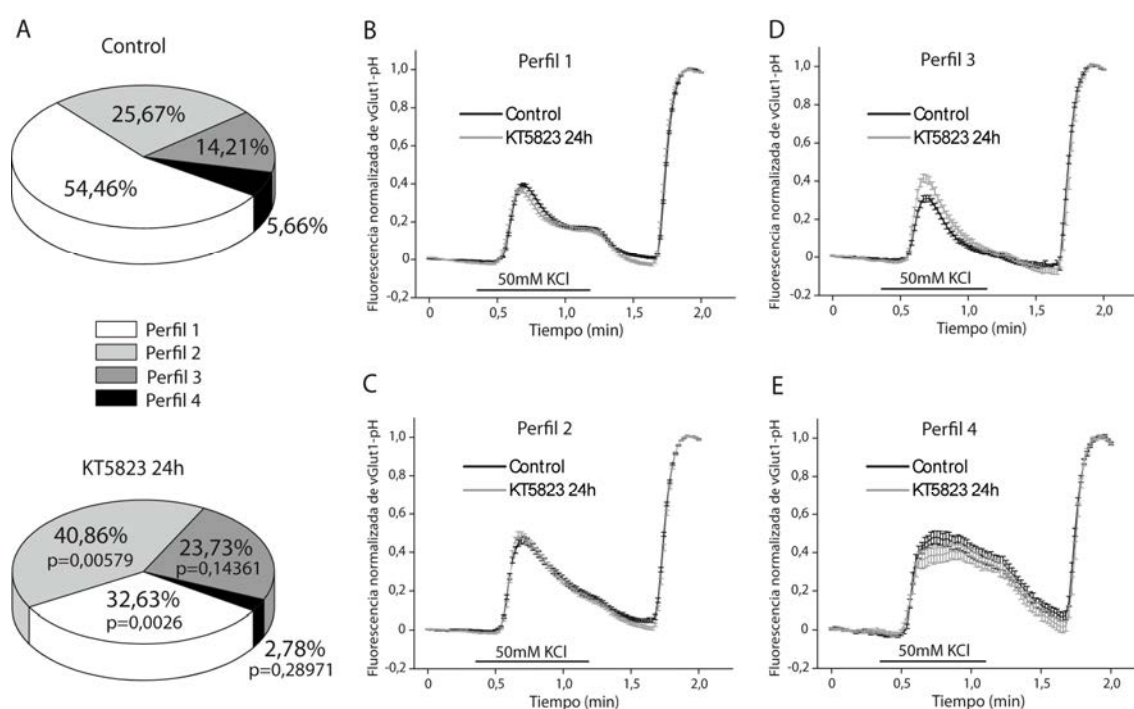 A
Control
25,67%
14,21%
54,46%
5,66%
Perfil 1
Perfil 2
Perfil 3
Perfil 4
KT5823 24h
40,86%
p=0,00579
23,73%
p=0,14361
32,63%
p=0,0026
2,78%
p=0,28971
B
Perfil 1
Fluorescencia normalizada de vGlut1-pH
1,0
0,8
0,6
0,4
0,2
0
-0,2
Control
KT5823 24h
50mM KCl
0 0,5 1,0 1,5 2,0
Tiempo (min)
C
Perfil 2
Fluorescencia normalizada de vGlut1-pH
1,0
0,8
0,6
0,4
0,2
0
-0,2
Control
KT5823 24h
50mM KCl
0 0,5 1,0 1,5 2,0
Tiempo (min)
D
Perfil 3
Fluorescencia normalizada de vGlut1-pH
1,0
0,8
0,6
0,4
0,2
0
-0,2
Control
KT5823 24h
50mM KCl
0 0,5 1,0 1,5 2,0
Tiempo (min)
E
Perfil 4
Fluorescencia normalizada de vGlut1-pH
1,0
0,8
0,6
0,4
0,2
0
-0,2
Control
KT5823 24h
50mM KCl
0 0,5 1,0 1,5 2,0
Tiempo (min)